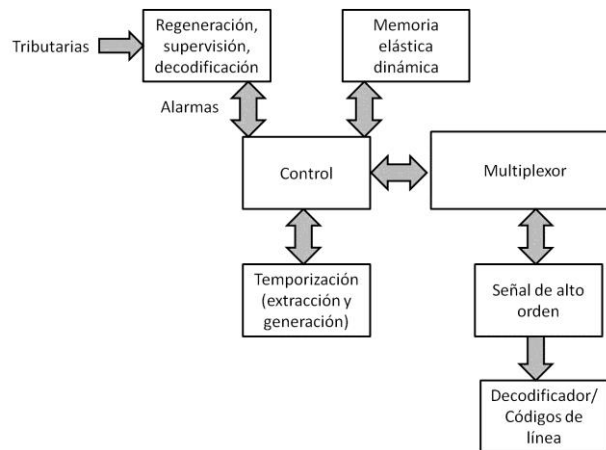 Tributarias
Regeneración,
supervisión,
decodificación
Memoria
elástica
dinámica
Alarmas
Control
Multiplexor
Temporización
(extracción y
generación)
Señal de alto
orden
Decodificador/
Códigos de
línea